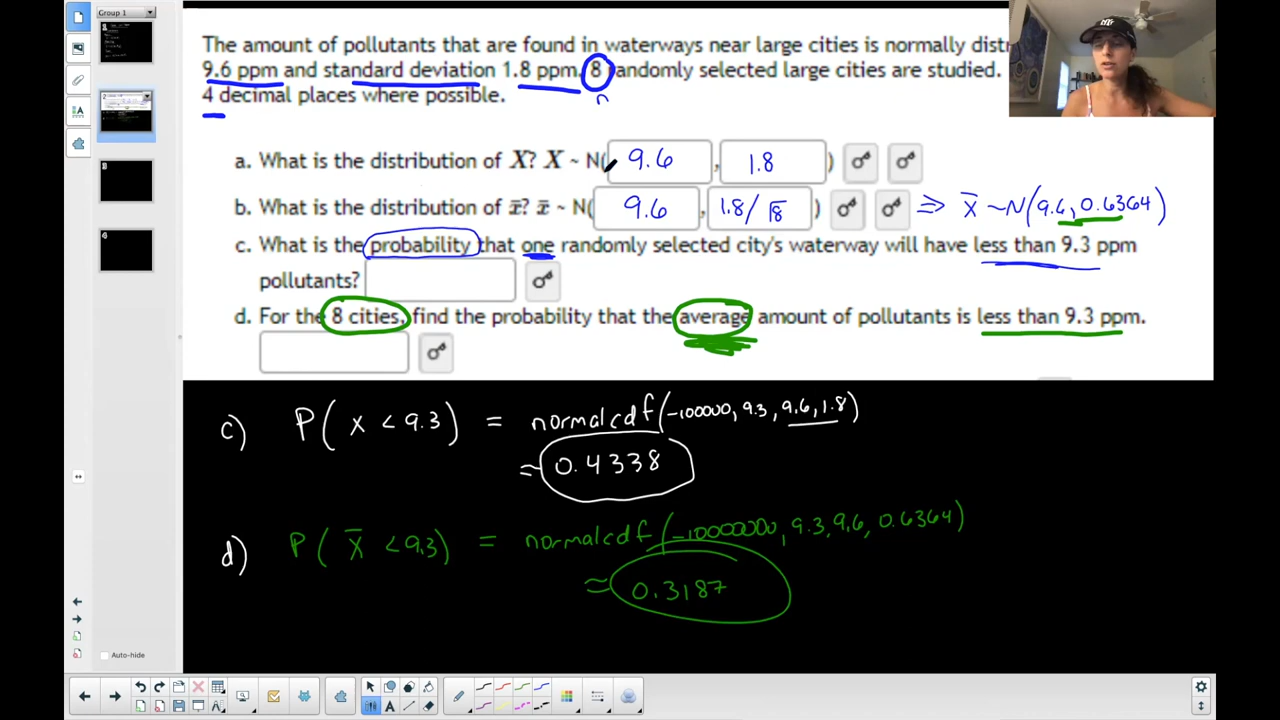 Group 1
The amount of pollutants that are found in waterways near large cities is normally distr
9.6 ppm and standard deviation 1.8 ppm. 8 randomly selected large cities are studied.
n
4 decimal places where possible.
a. What is the distribution of X? X ~ N( 9.6 , 1.8 )
b. What is the distribution of x̄? x̄ ~ N( 9.6 , 1.8/√8 ) ⇒ X̄ ~N(9.6, 0.6364)
c. What is the probability that one randomly selected city's waterway will have less than 9.3 ppm
pollutants?
d. For the 8 cities, find the probability that the average amount of pollutants is less than 9.3 ppm.
c) P( X < 9.3 ) = normalcdf(-100000, 9.3, 9.6, 1.8)
≈ 0.4338
d) P( X̄ < 9.3 ) = normalcdf(-10000000, 9.3, 9.6, 0.6364)
≈ 0.3187
Auto-hide